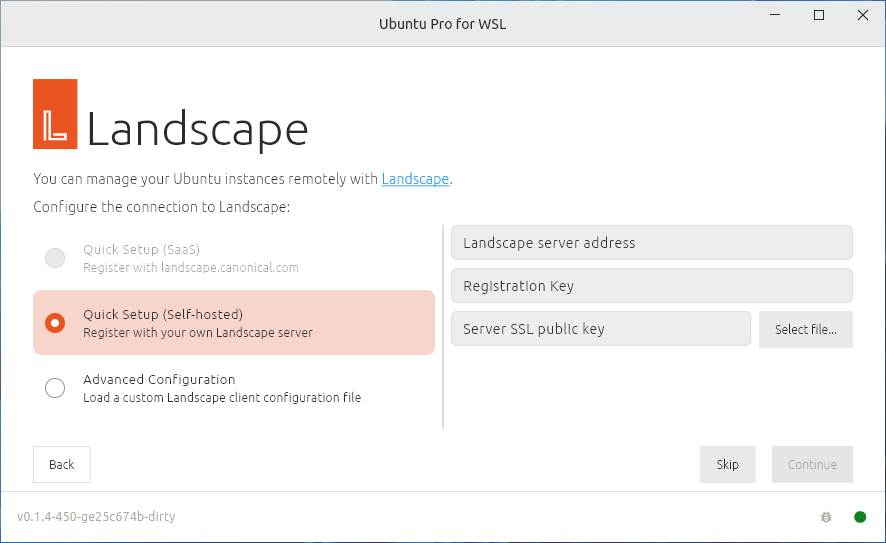 Ubuntu Pro for WSL
Landscape
You can manage your Ubuntu instances remotely with Landscape.
Configure the connection to Landscape:
Quick Setup (SaaS)
Register with landscape.canonical.com
Quick Setup (Self-hosted)
Register with your own Landscape server
Advanced Configuration
Load a custom Landscape client configuration file
Landscape server address
Registration Key
Server SSL public key
Select file...
Back
Skip
Continue
v0.1.4-450-ge25c674b-dirty